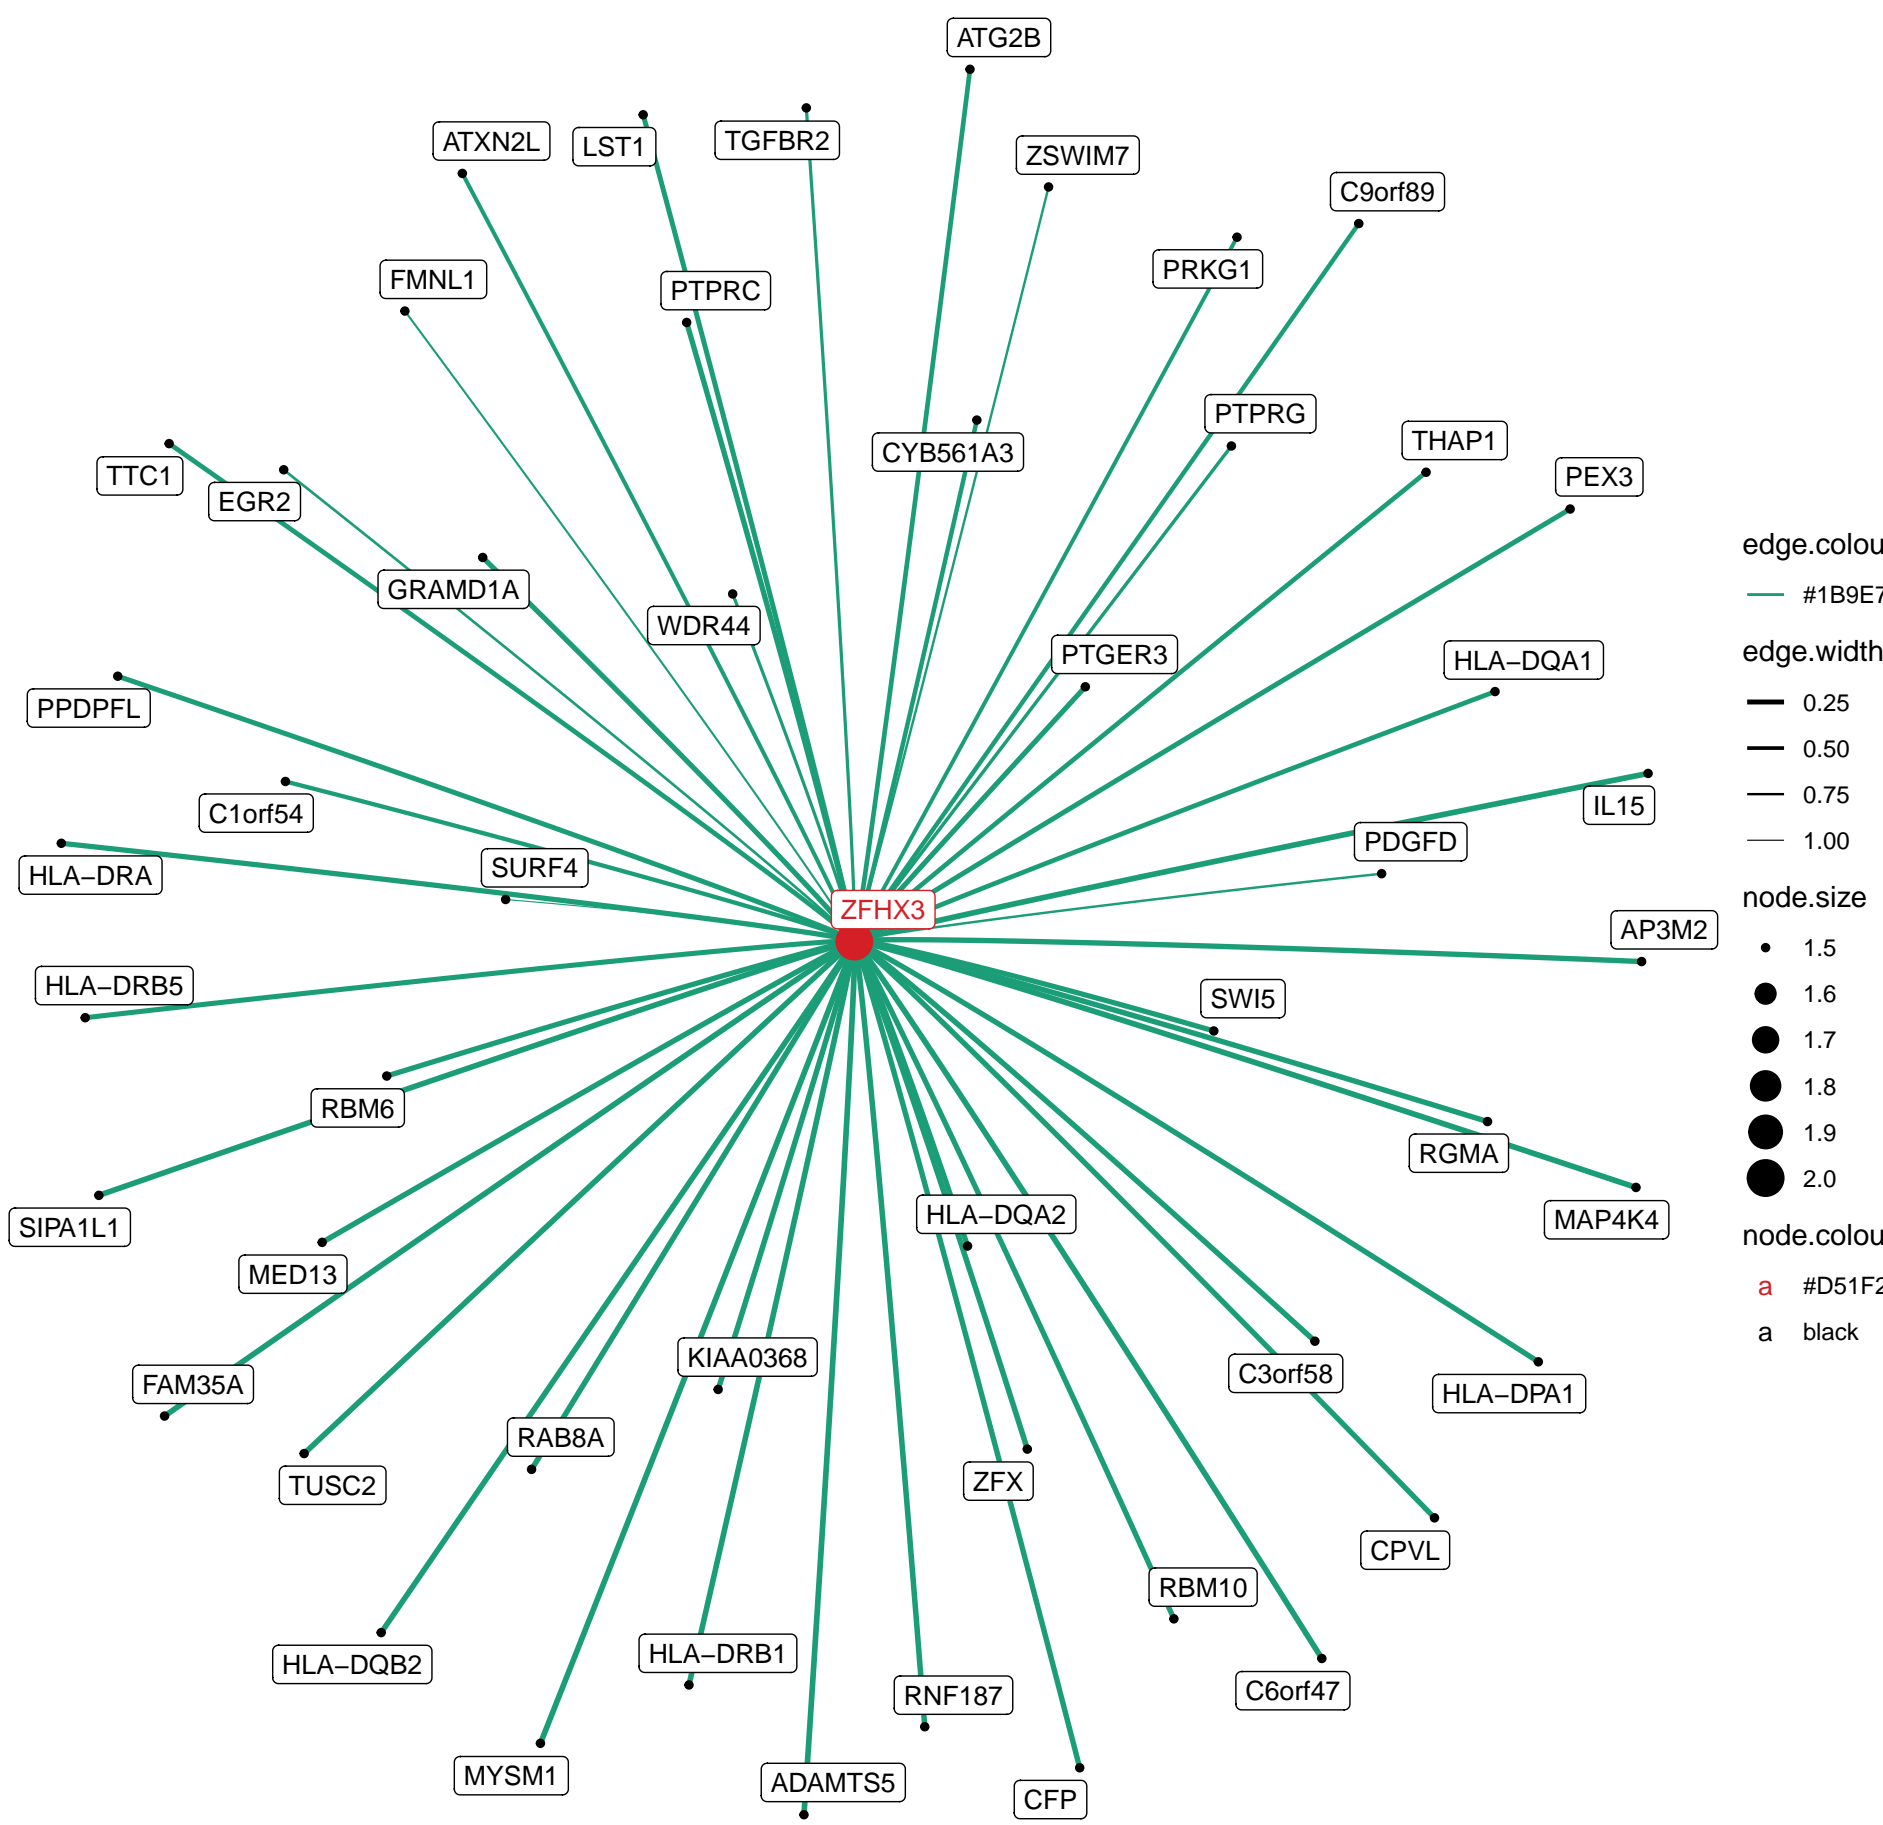 ATG2B
ATXN2L
LST1
TGFBR2
ZSWIM7
C9orf89
PRKG1
FMNL1
PTPRC
PTPRG
THAP1
CYB561A3
TTC1
EGR2
PEX3
GRAMD1A
WDR44
PTGER3
HLA−DQA1
PPDPFL
C1orf54
IL15
PDGFD
SURF4
HLA−DRA
ZFHX3
AP3M2
HLA−DRB5
SWI5
RBM6
RGMA
SIPA1L1
HLA−DQA2
MAP4K4
MED13
KIAA0368
FAM35A
C3orf58
HLA−DPA1
RAB8A
TUSC2
ZFX
CPVL
RBM10
HLA−DQB2
HLA−DRB1
RNF187
C6orf47
MYSM1
ADAMTS5
CFP
edge.colou
#1B9E7
edge.width
0.25
0.50
0.75
1.00
node.size
1.5
1.6
1.7
1.8
1.9
2.0
node.colou
a #D51F2
a black